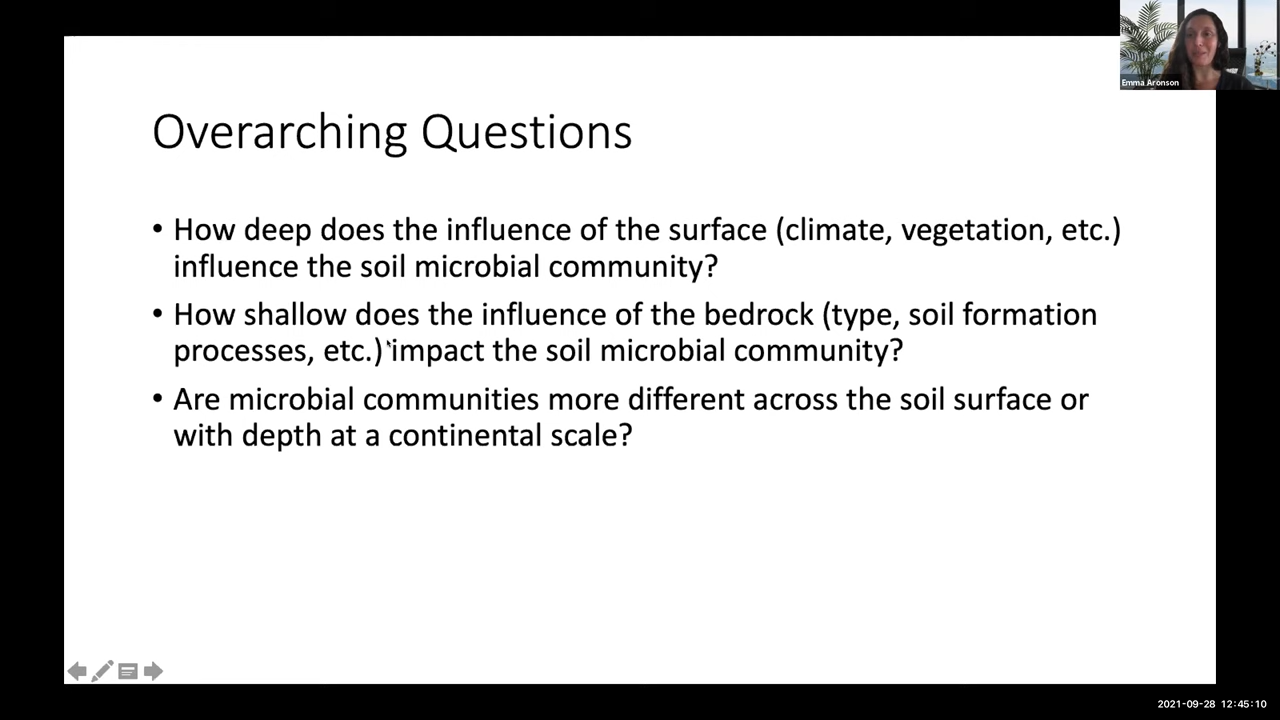 Emma Aronson
Overarching Questions
• How deep does the influence of the surface (climate, vegetation, etc.)
influence the soil microbial community?
• How shallow does the influence of the bedrock (type, soil formation
processes, etc.) impact the soil microbial community?
• Are microbial communities more different across the soil surface or
with depth at a continental scale?
2021-09-28 12:45:10